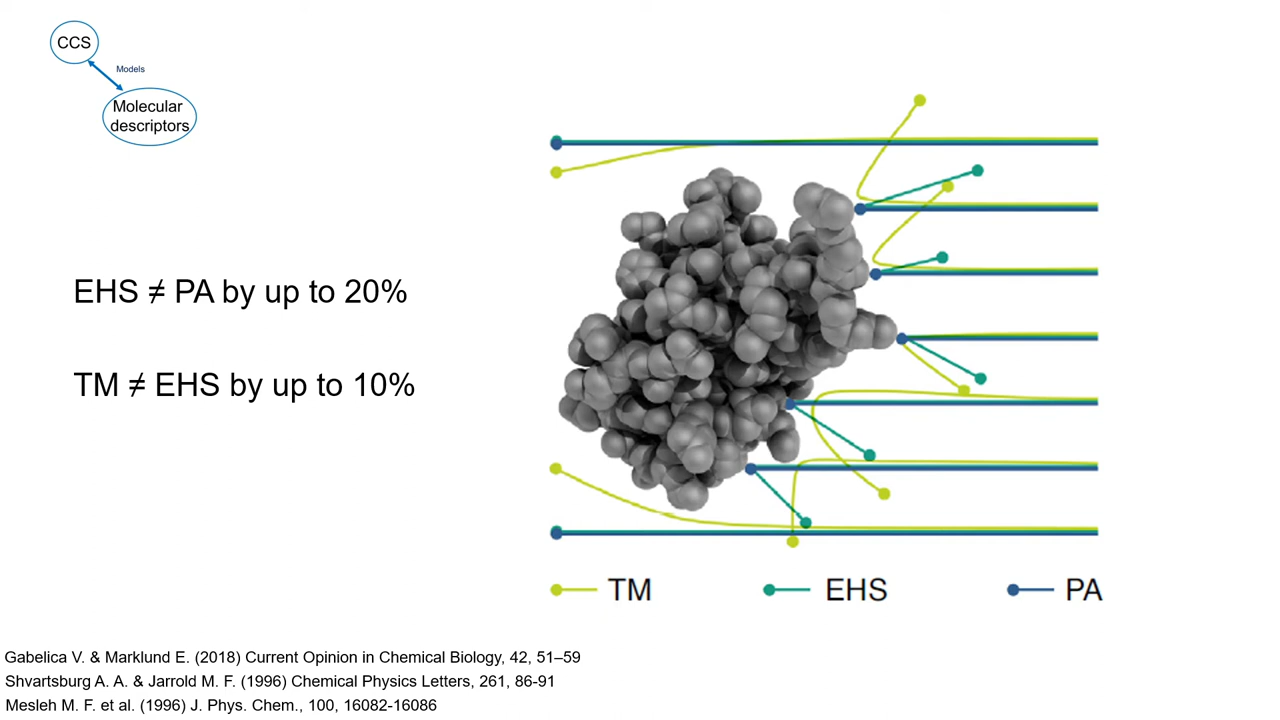 CCS
Models
Molecular
descriptors
EHS ≠ PA by up to 20%
TM ≠ EHS by up to 10%
TM
EHS
PA
Gabelica V. & Marklund E. (2018) Current Opinion in Chemical Biology, 42, 51–59
Shvartsburg A. A. & Jarrold M. F. (1996) Chemical Physics Letters, 261, 86-91
Mesleh M. F. et al. (1996) J. Phys. Chem., 100, 16082-16086